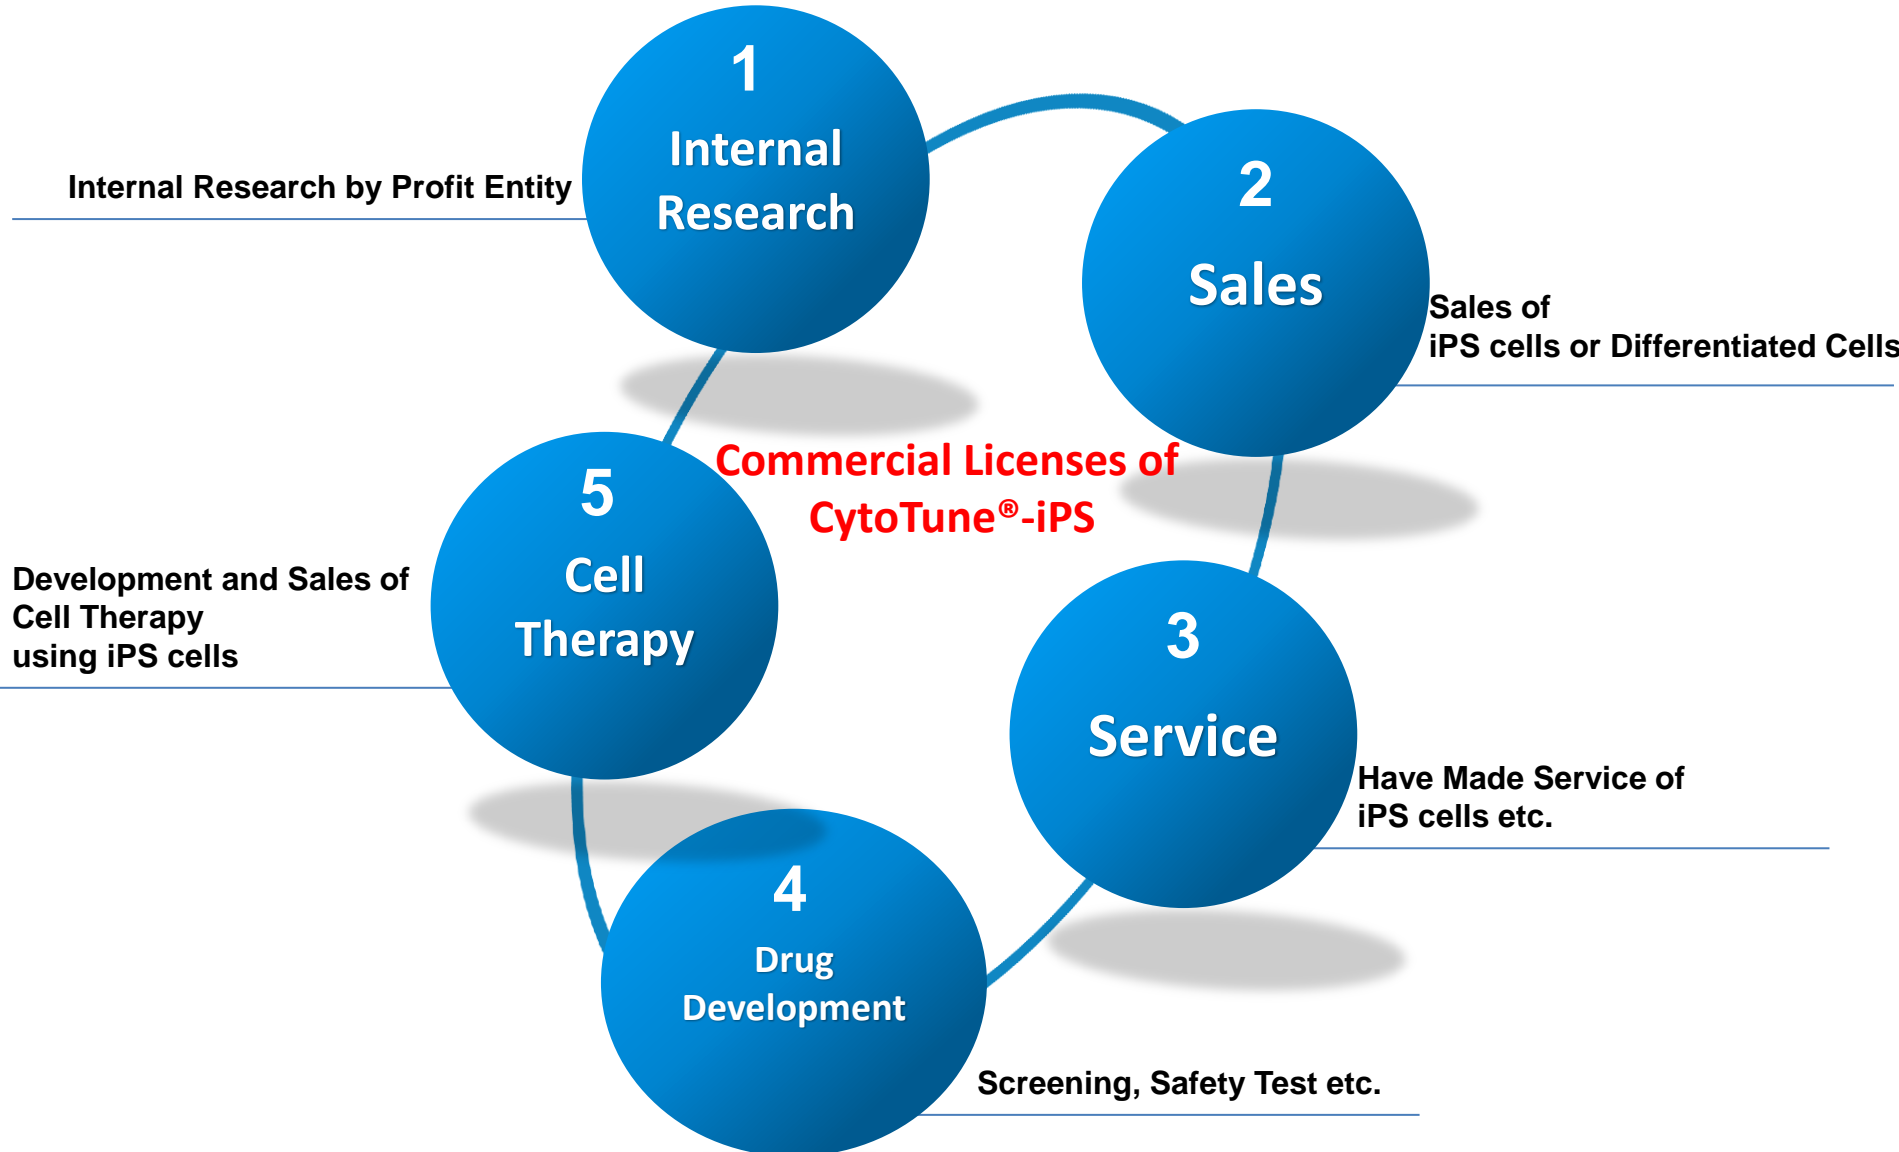 1
Internal
Research
Internal Research by Profit Entity
2
Sales
Sales of
iPS cells or Differentiated Cells
Commercial Licenses of
CytoTune®-iPS
5
Cell
Therapy
Development and Sales of
Cell Therapy
using iPS cells
3
Service
Have Made Service of
iPS cells etc.
4
Drug
Development
Screening, Safety Test etc.